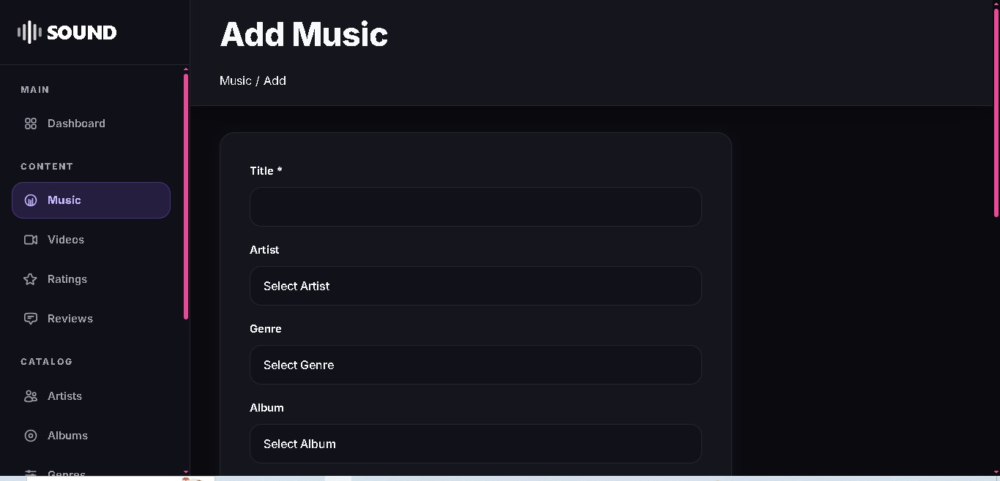 SOUND
MAIN
Dashboard
CONTENT
Music
Videos
Ratings
Reviews
CATALOG
Artists
Albums
Genres
Add Music
Music / Add
Title *
Artist
Select Artist
Genre
Select Genre
Album
Select Album